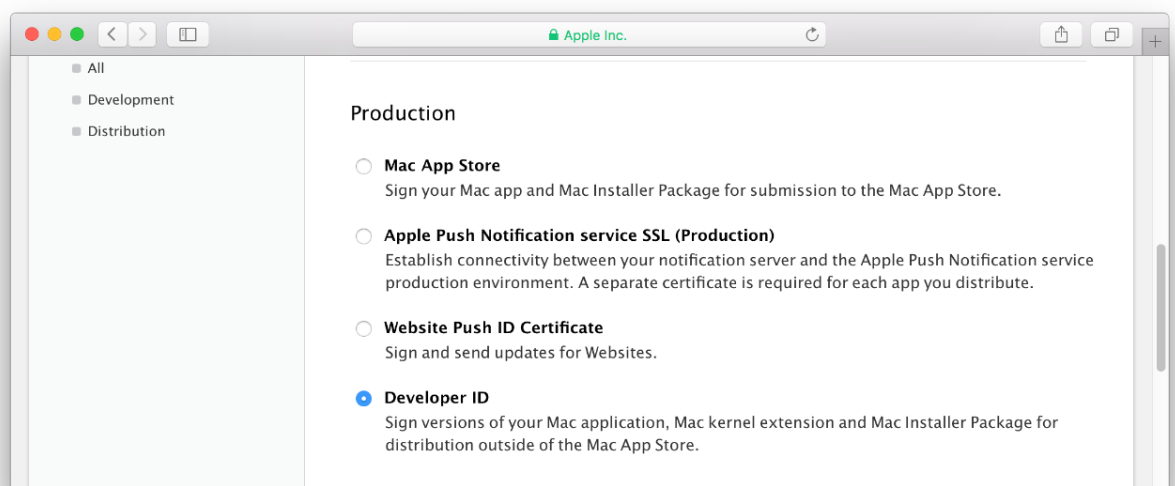 Apple Inc.
All
Development
Distribution
Production
Mac App Store
Sign your Mac app and Mac Installer Package for submission to the Mac App Store.
Apple Push Notification service SSL (Production)
Establish connectivity between your notification server and the Apple Push Notification service
production environment. A separate certificate is required for each app you distribute.
Website Push ID Certificate
Sign and send updates for Websites.
Developer ID
Sign versions of your Mac application, Mac kernel extension and Mac Installer Package for
distribution outside of the Mac App Store.